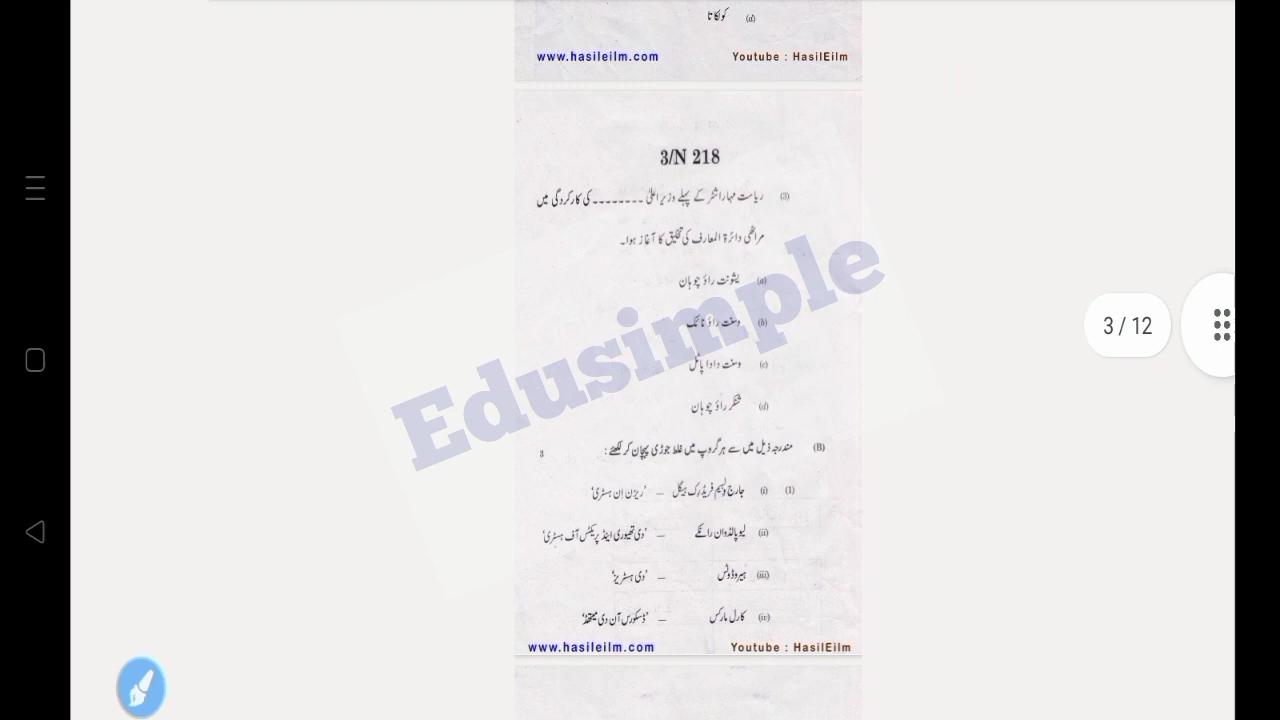 (d) کولکاتا
www.hasileilm.com Youtube : HasilEilm
3/N 218
(3) ریاست مہاراشٹر کے پہلے وزیر اعلیٰ -------- کی کارکردگی میں
مراٹھی دائرۃ المعارف کی تخلیق کا آغاز ہوا۔
(a) یشونت راؤ چوہان
(b) وسنت راؤ نائک
(c) وسنت دادا پاٹل
(d) شنکر راؤ چوہان
(B) مندرجہ ذیل میں سے ہر گروپ میں غلط جوڑی پہچان کر لکھئے : 3
(1) (i) جارج ولہیم فریڈرک ہیگل – 'ریزن اِن ہسٹری'
(ii) لیوپالڈ وان رانکے – 'دی تھیوری اینڈ پریکٹس آف ہسٹری'
(iii) ہیروڈوٹس – 'دی ہسٹریز'
(iv) کارل مارکس – 'ڈسکورس آن دی میتھڈ'
www.hasileilm.com Youtube : HasilEilm
Edusimple
3 / 12